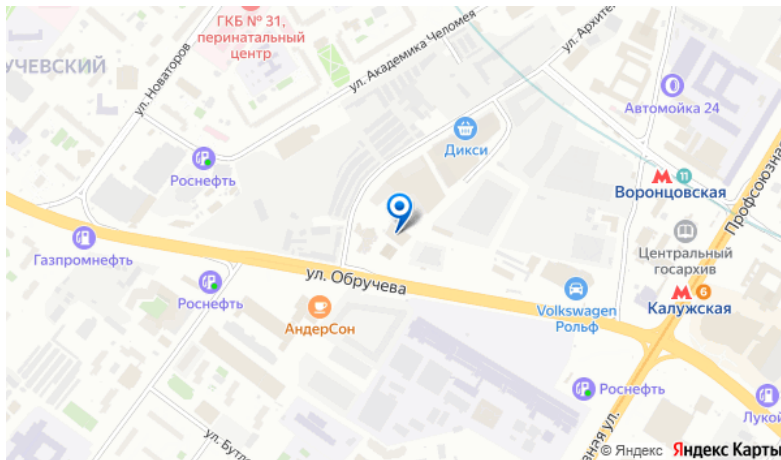 ГКБ № 31,
перинатальный
центр
УЧЕВСКИЙ
ул. Новаторов
ул. Академика Челомея
ул. Архите
Автомойка 24
Дикси
Роснефть
11
Воронцовская
Профсоюзная
Центральный
госархив
Газпромнефть
ул. Обручева
Роснефть
6
Калужская
АндерСон
Volkswagen
Рольф
Роснефть
Лукой
ул. Бутл
ная ул.
© Яндекс Яндекс Карты